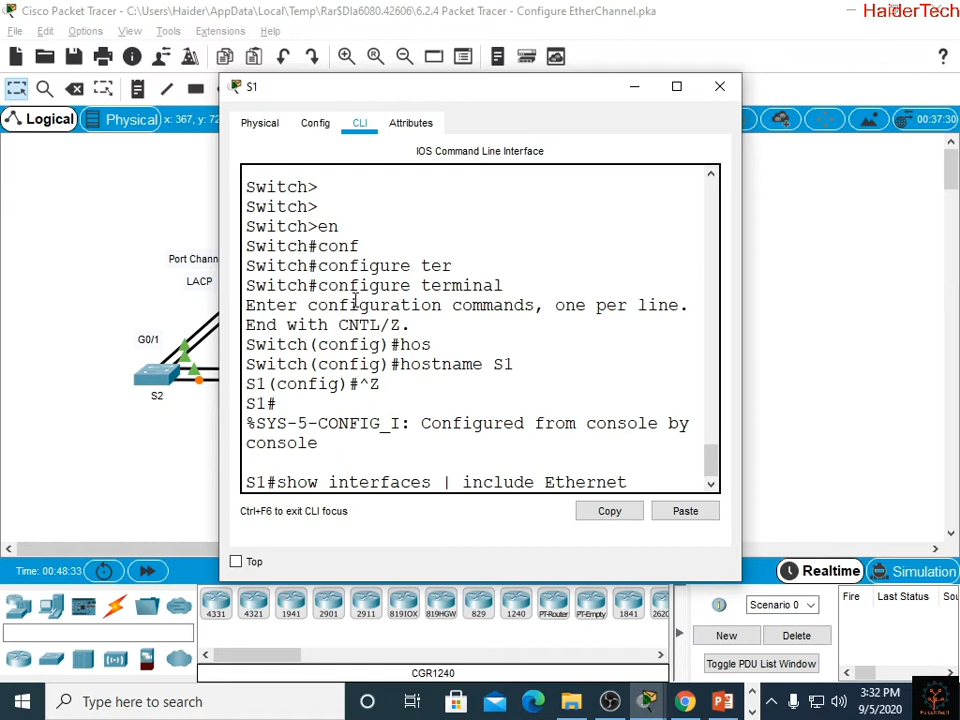 Cisco Packet Tracer - C:\Users\Haider\AppData\Local\Temp\Rar$DIa6080.42606\6.2.4 Packet Tracer - Configure EtherChannel.pka
HaiderTech
File Edit Options View Tools Extensions Help
Logical Physical x: 367, y: 72
00:37:30
S1
Physical Config CLI Attributes
IOS Command Line Interface
Switch>
Switch>
Switch>en
Switch#conf
Switch#configure ter
Switch#configure terminal
Enter configuration commands, one per line.
End with CNTL/Z.
Switch(config)#hos
Switch(config)#hostname S1
S1(config)#^Z
S1#
%SYS-5-CONFIG_I: Configured from console by
console
S1#show interfaces | include Ethernet
Ctrl+F6 to exit CLI focus
Copy Paste
Top
Port Chann
LACP
G0/1
S2
Time: 00:48:33
Realtime Simulation
4331 4321 1941 2901 2911 819IOX 819HGW 829 1240 PT-Router PT-Empty 1841 2620
CGR1240
Scenario 0
New Delete
Toggle PDU List Window
Fire Last Status Sou
Type here to search
3:32 PM
9/5/2020